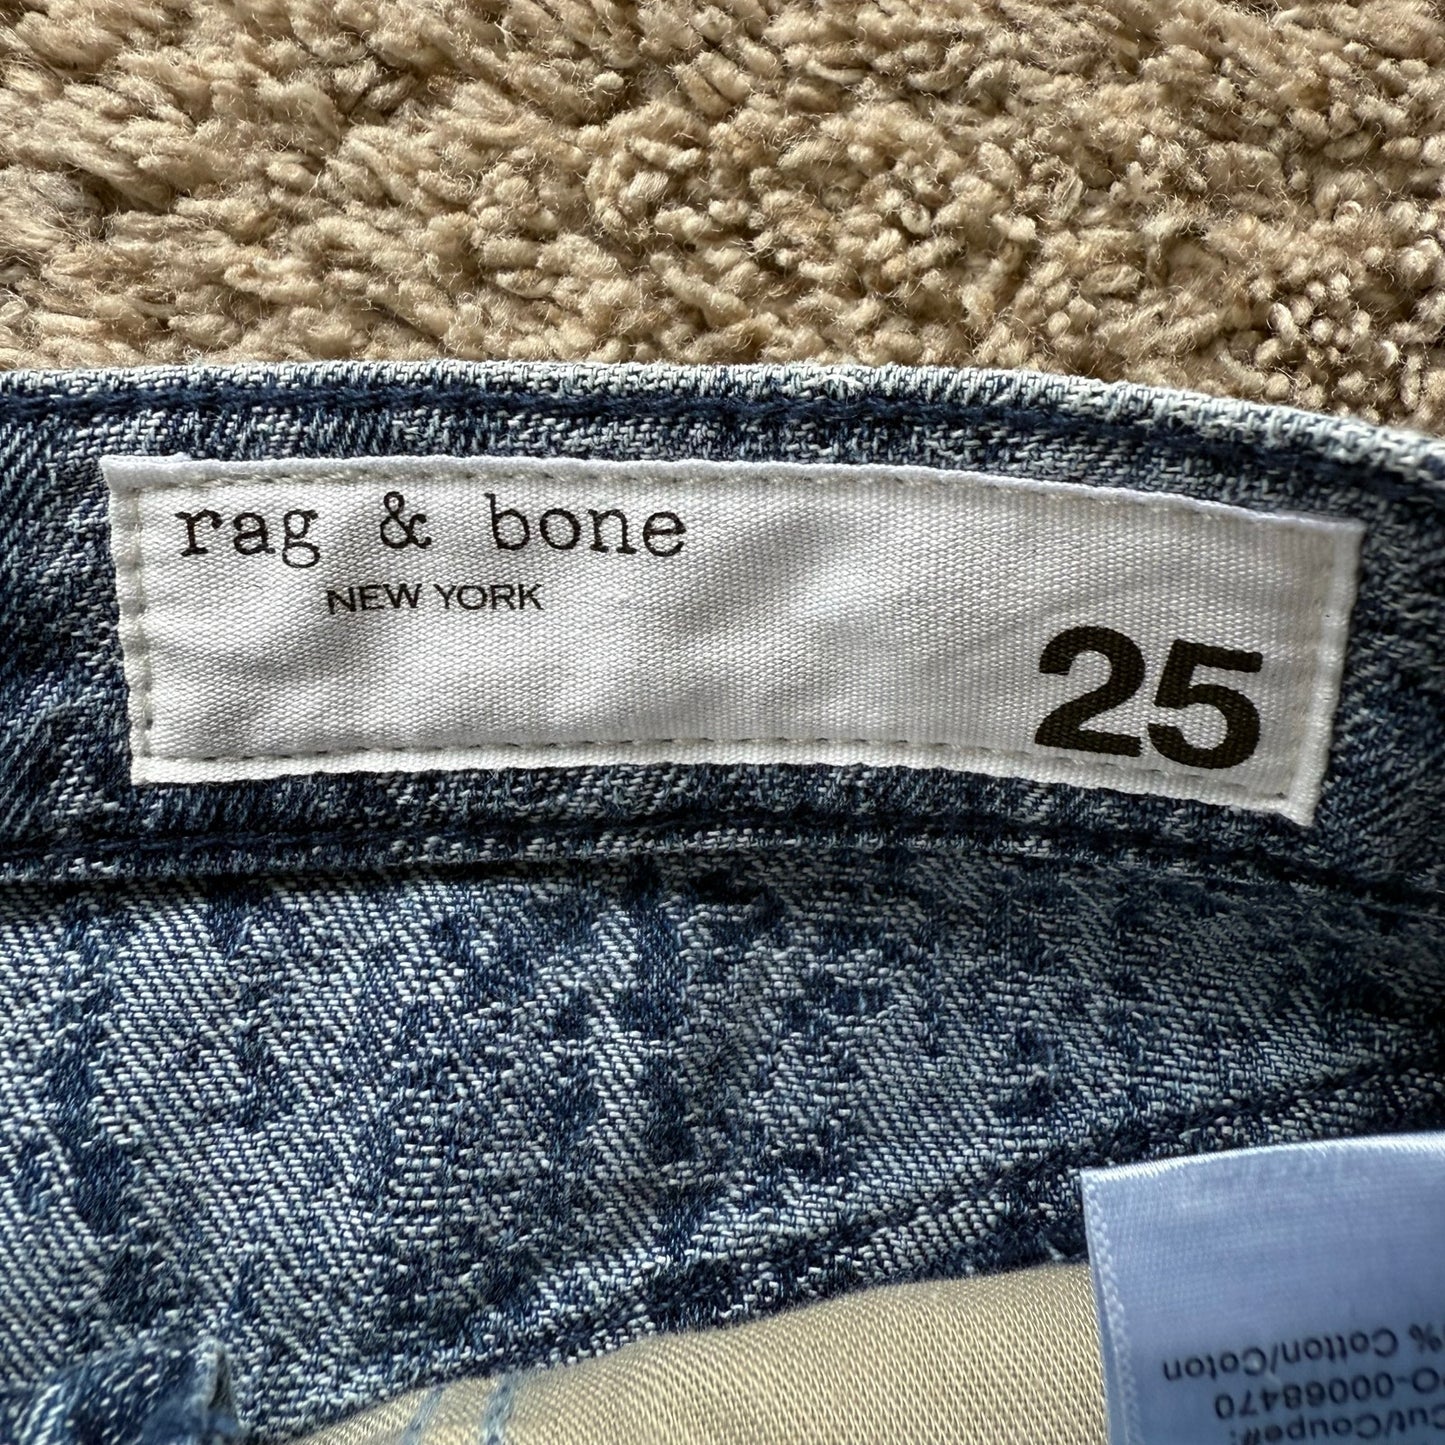 rag & bone
NEW YORK
25
% Cotton/Coton
O-00068470
Cut/Coupe#: